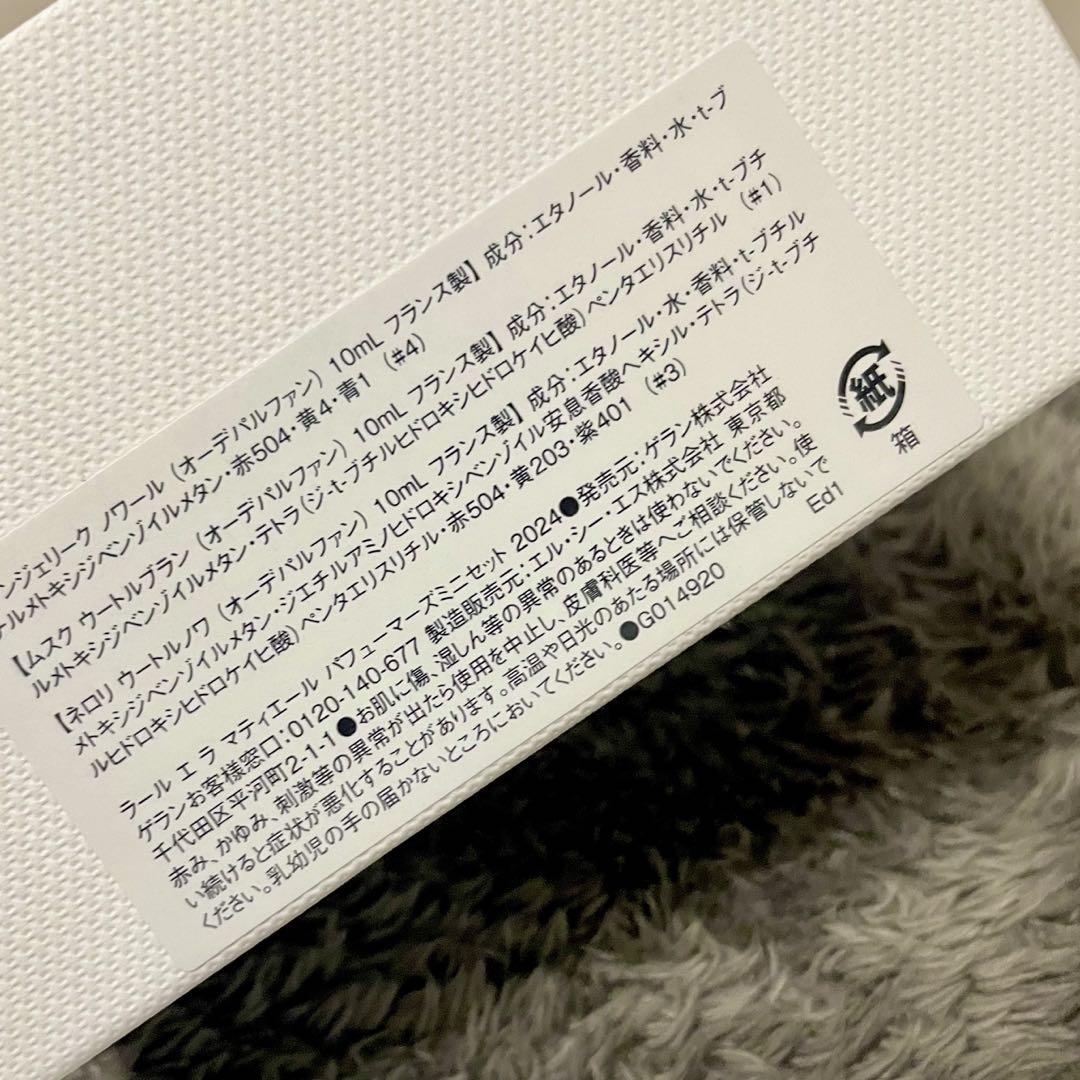 ンジェリーク ノワール (オーデパルファン) 10mL フランス製】成分:エタノール・香料・水・t-ブ
チルメトキシジベンゾイルメタン・赤504・黄4・青1 (#4)
【ムスク ウートルブラン (オーデパルファン) 10mL フランス製】成分:エタノール・香料・水・t-ブチ
ルメトキシジベンゾイルメタン・テトラ(ジ-t-ブチルヒドロキシヒドロケイヒ酸)ペンタエリスリチル (#1)
【ネロリ ウートルノワ (オーデパルファン) 10mL フランス製】成分:エタノール・水・香料・t-ブチル
メトキシジベンゾイルメタン・ジエチルアミノヒドロキシベンゾイル安息香酸ヘキシル・テトラ(ジ-t-ブチ
ルヒドロキシヒドロケイヒ酸)ペンタエリスリチル・赤504・黄203・紫401 (#3)
ラール エ ラ マティエール パフューマーズミニセット 2024●発売元:ゲラン株式会社
ゲランお客様窓口:0120-140-677 製造販売元:エル・シー・エス株式会社 東京都
千代田区平河町2-1-1●お肌に傷、湿しん等の異常のあるときは使わないでください。
赤み、かゆみ、刺激等の異常が出たら使用を中止し、皮膚科医等へご相談ください。使
い続けると症状が悪化することがあります。高温や日光のあたる場所には保管しないで
ください。乳幼児の手の届かないところにおいてください。●G014920
Ed1
紙
箱